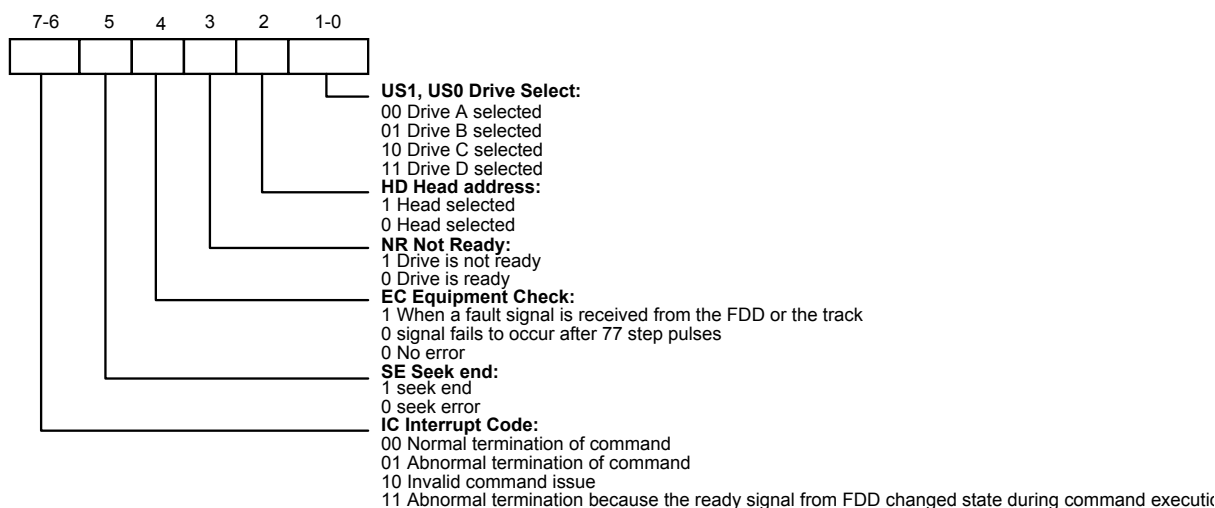 7-6 5 4 3 2 1-0
US1, US0 Drive Select:
00 Drive A selected
01 Drive B selected
10 Drive C selected
11 Drive D selected
HD Head address:
1 Head selected
0 Head selected
NR Not Ready:
1 Drive is not ready
0 Drive is ready
EC Equipment Check:
1 When a fault signal is received from the FDD or the track
0 signal fails to occur after 77 step pulses
0 No error
SE Seek end:
1 seek end
0 seek error
IC Interrupt Code:
00 Normal termination of command
01 Abnormal termination of command
10 Invalid command issue
11 Abnormal termination because the ready signal from FDD changed state during command executio